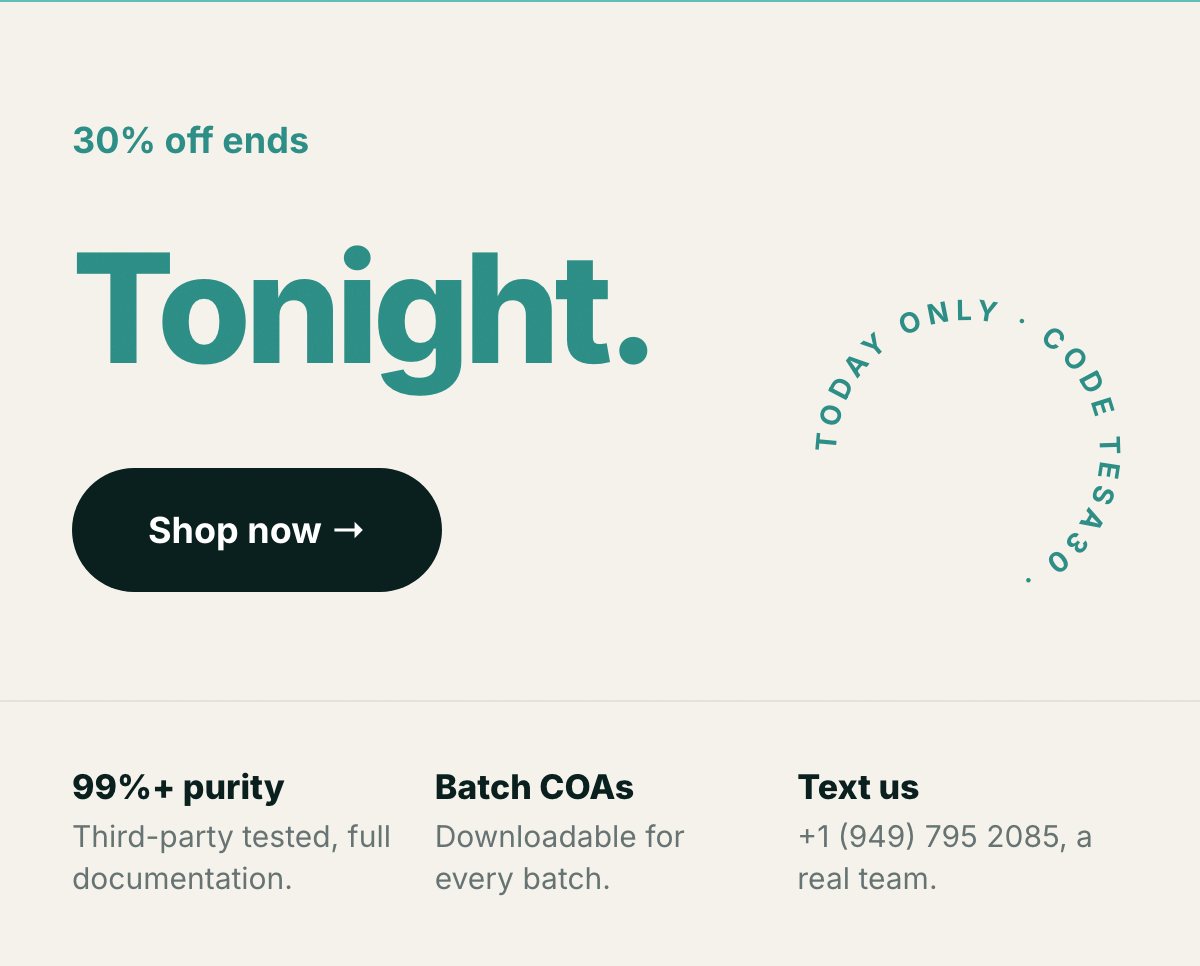 30% off ends
Tonight.
TODAY ONLY · CODE TESA30 ·
Shop now →
99%+ purity
Third-party tested, full
documentation.
Batch COAs
Downloadable for
every batch.
Text us
+1 (949) 795 2085, a
real team.